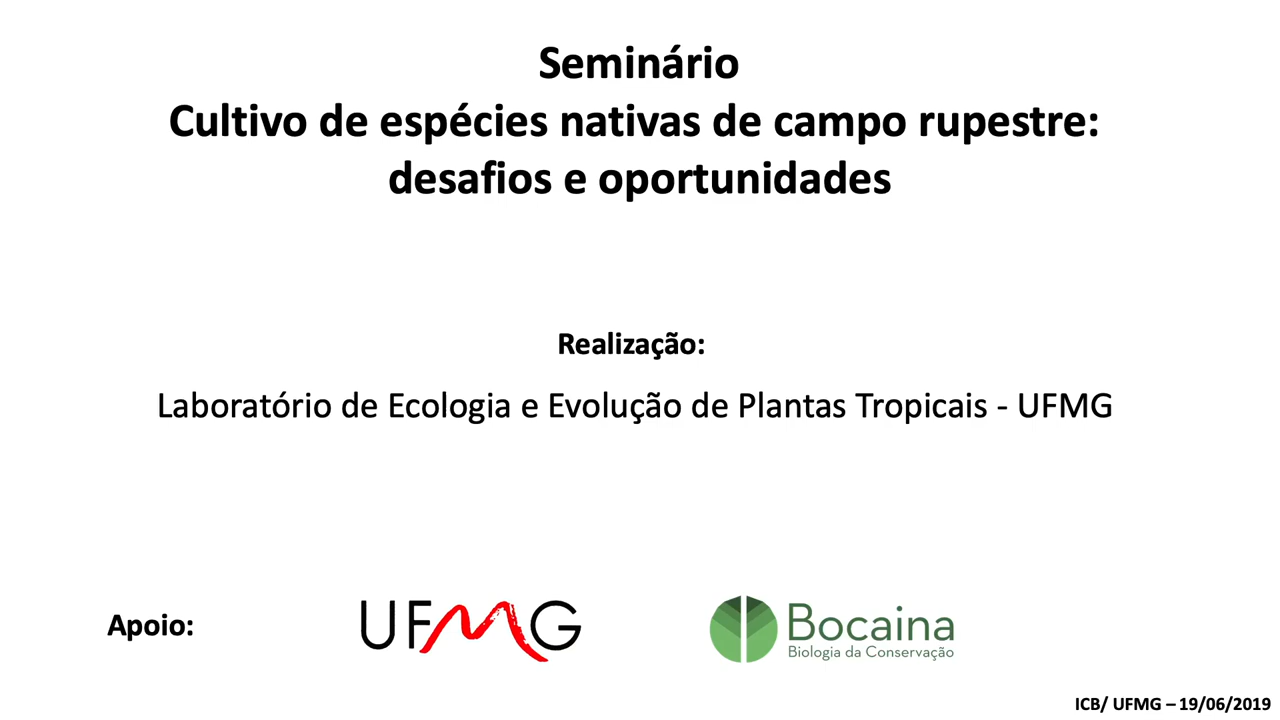 Seminário
Cultivo de espécies nativas de campo rupestre:
desafios e oportunidades
Realização:
Laboratório de Ecologia e Evolução de Plantas Tropicais - UFMG
Apoio:
UFMG
Bocaina
Biologia da Conservação
ICB/ UFMG – 19/06/2019